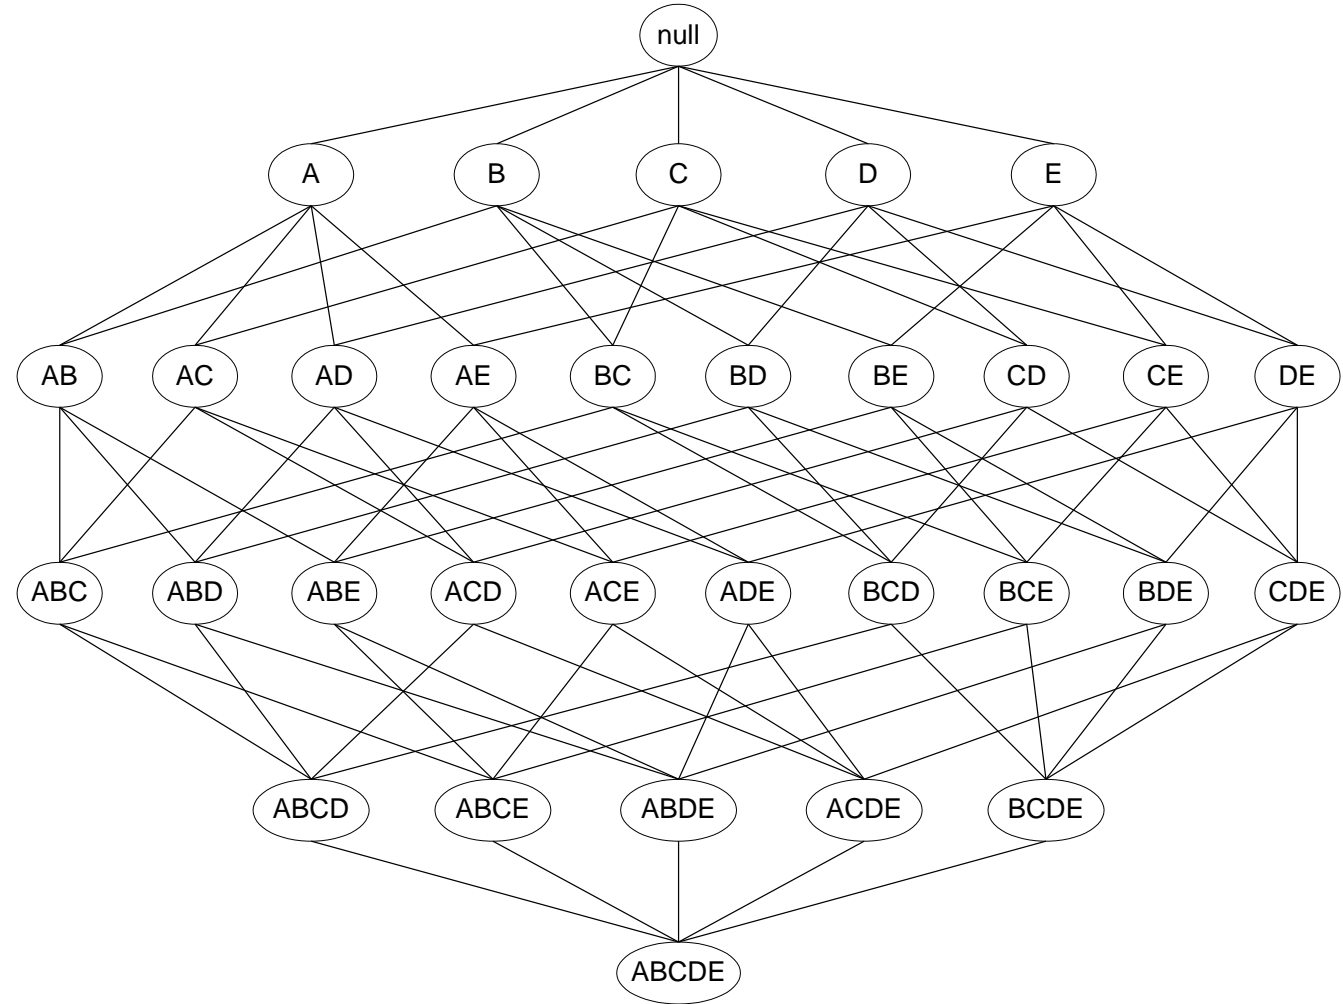 null
A B C D E
AB AC AD AE BC BD BE CD CE DE
ABC ABD ABE ACD ACE ADE BCD BCE BDE CDE
ABCD ABCE ABDE ACDE BCDE
ABCDE